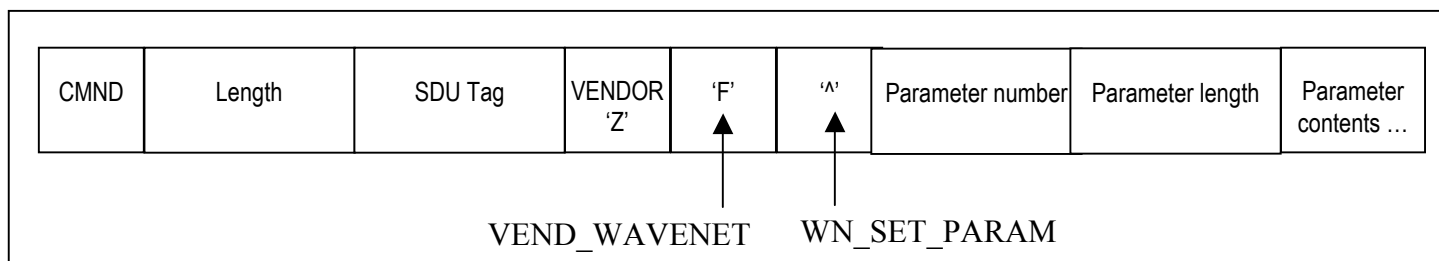 CMND Length SDU Tag VENDOR ‘F’ ‘^’ Parameter number Parameter length Parameter
‘Z’ contents …
VEND_WAVENET WN_SET_PARAM